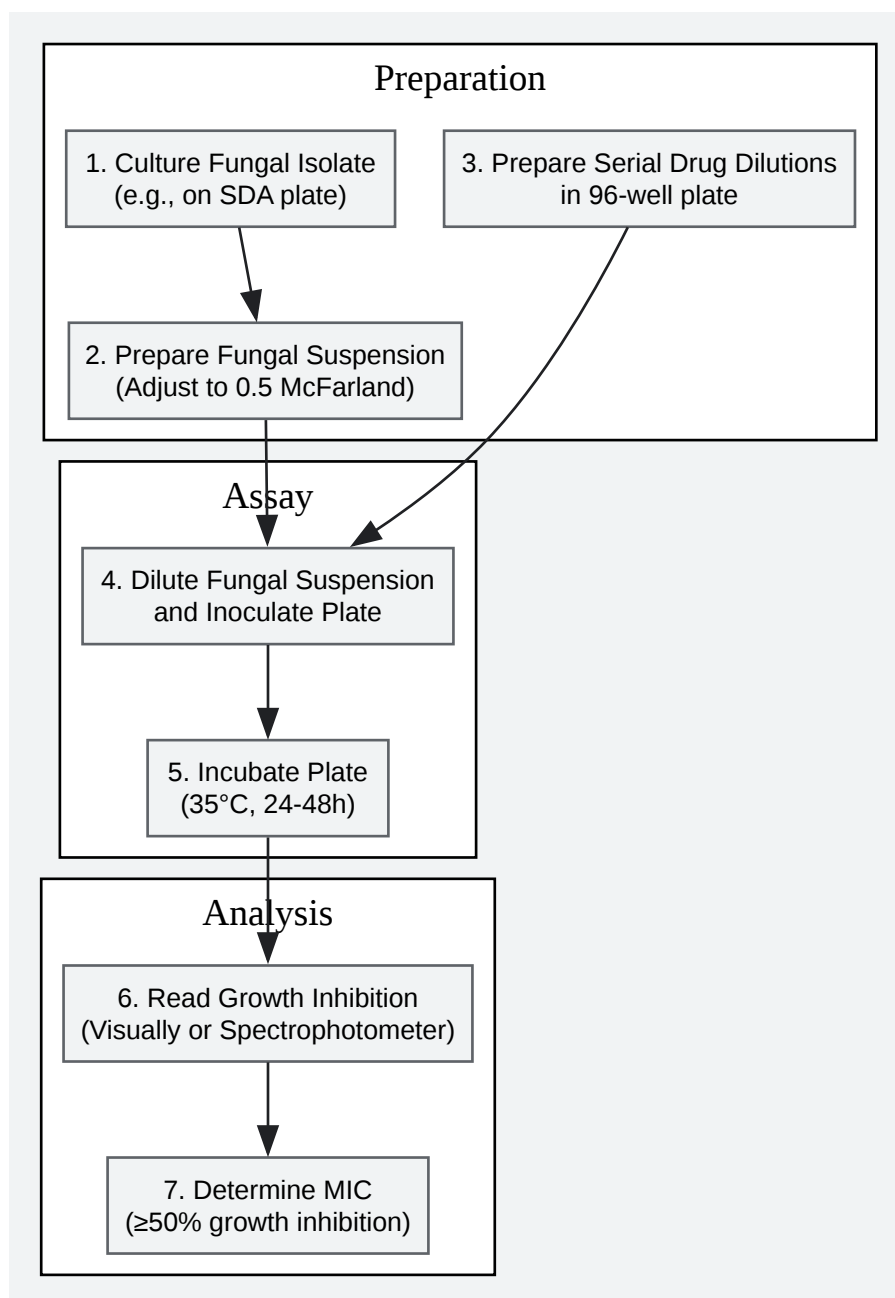 Preparation
1. Culture Fungal Isolate
(e.g., on SDA plate)
3. Prepare Serial Drug Dilutions
in 96-well plate
2. Prepare Fungal Suspension
(Adjust to 0.5 McFarland)
Assay
4. Dilute Fungal Suspension
and Inoculate Plate
5. Incubate Plate
(35°C, 24-48h)
Analysis
6. Read Growth Inhibition
(Visually or Spectrophotometer)
7. Determine MIC
(≥50% growth inhibition)